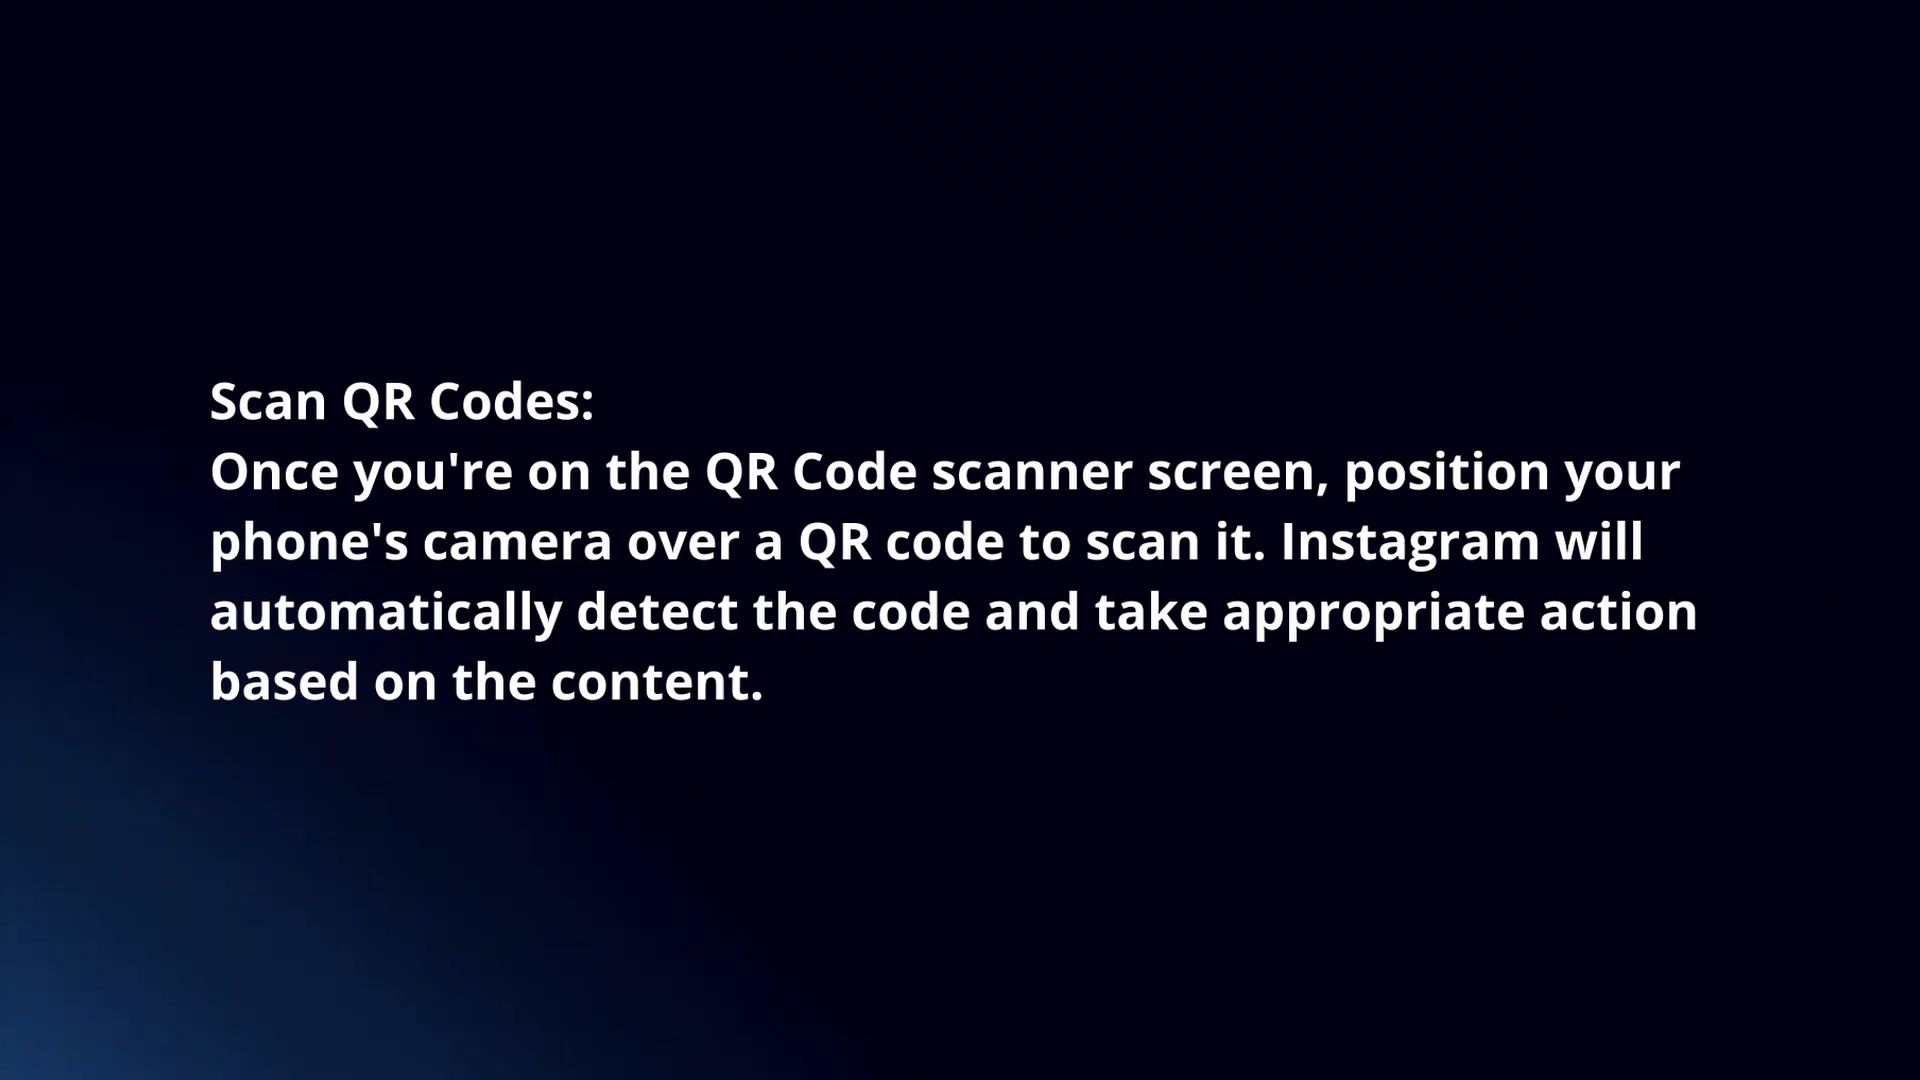 Scan QR Codes:
Once you're on the QR Code scanner screen, position your
phone's camera over a QR code to scan it. Instagram will
automatically detect the code and take appropriate action
based on the content.